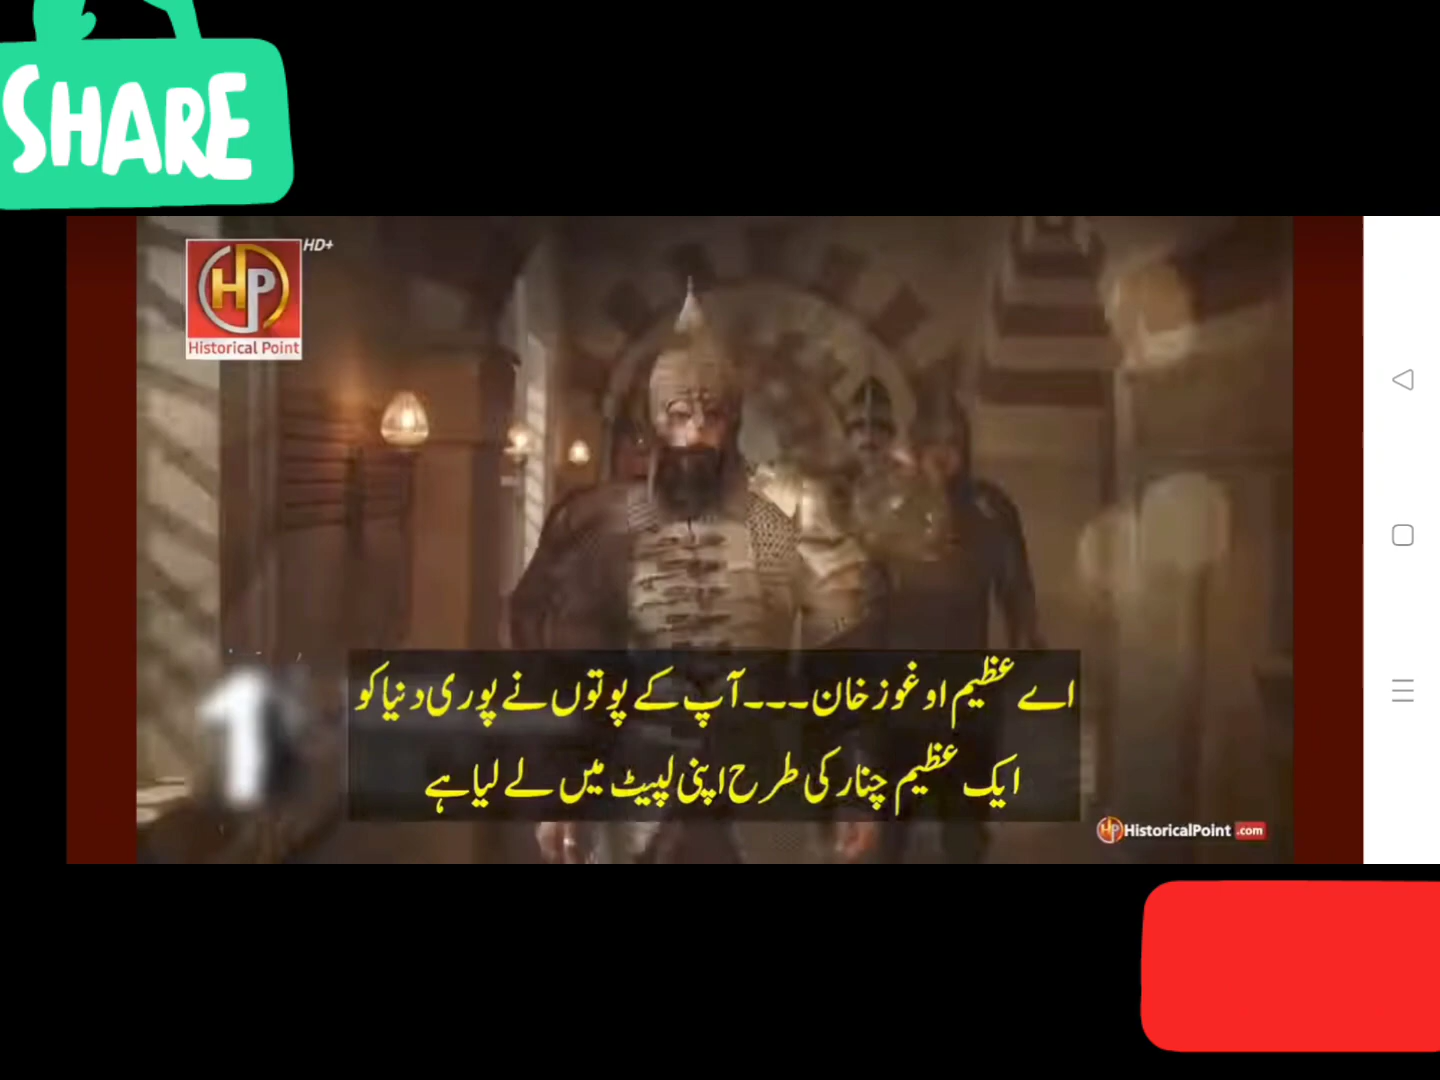 SHARE
HD+
HP
Historical Point
اے عظیم اوغوز خان۔۔۔آپ کے پوتوں نے پوری دنیا کو
ایک عظیم چنار کی طرح اپنی لپیٹ میں لے لیا ہے
1
HP HistoricalPoint .com